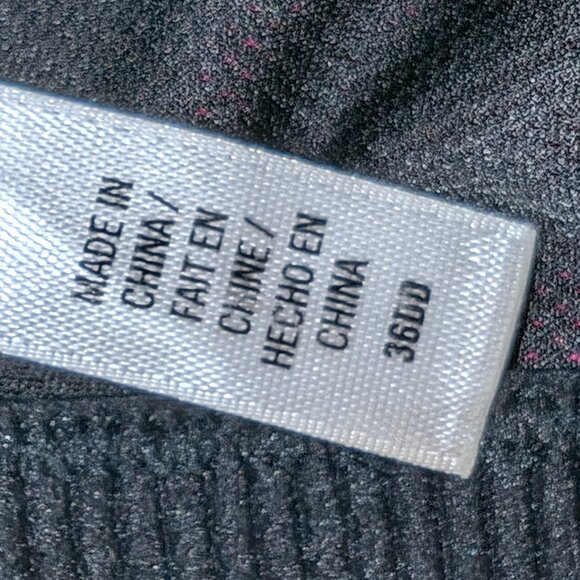 MADE IN
CHINA /
FAIT EN
CHINE /
HECHO EN
CHINA
36DD